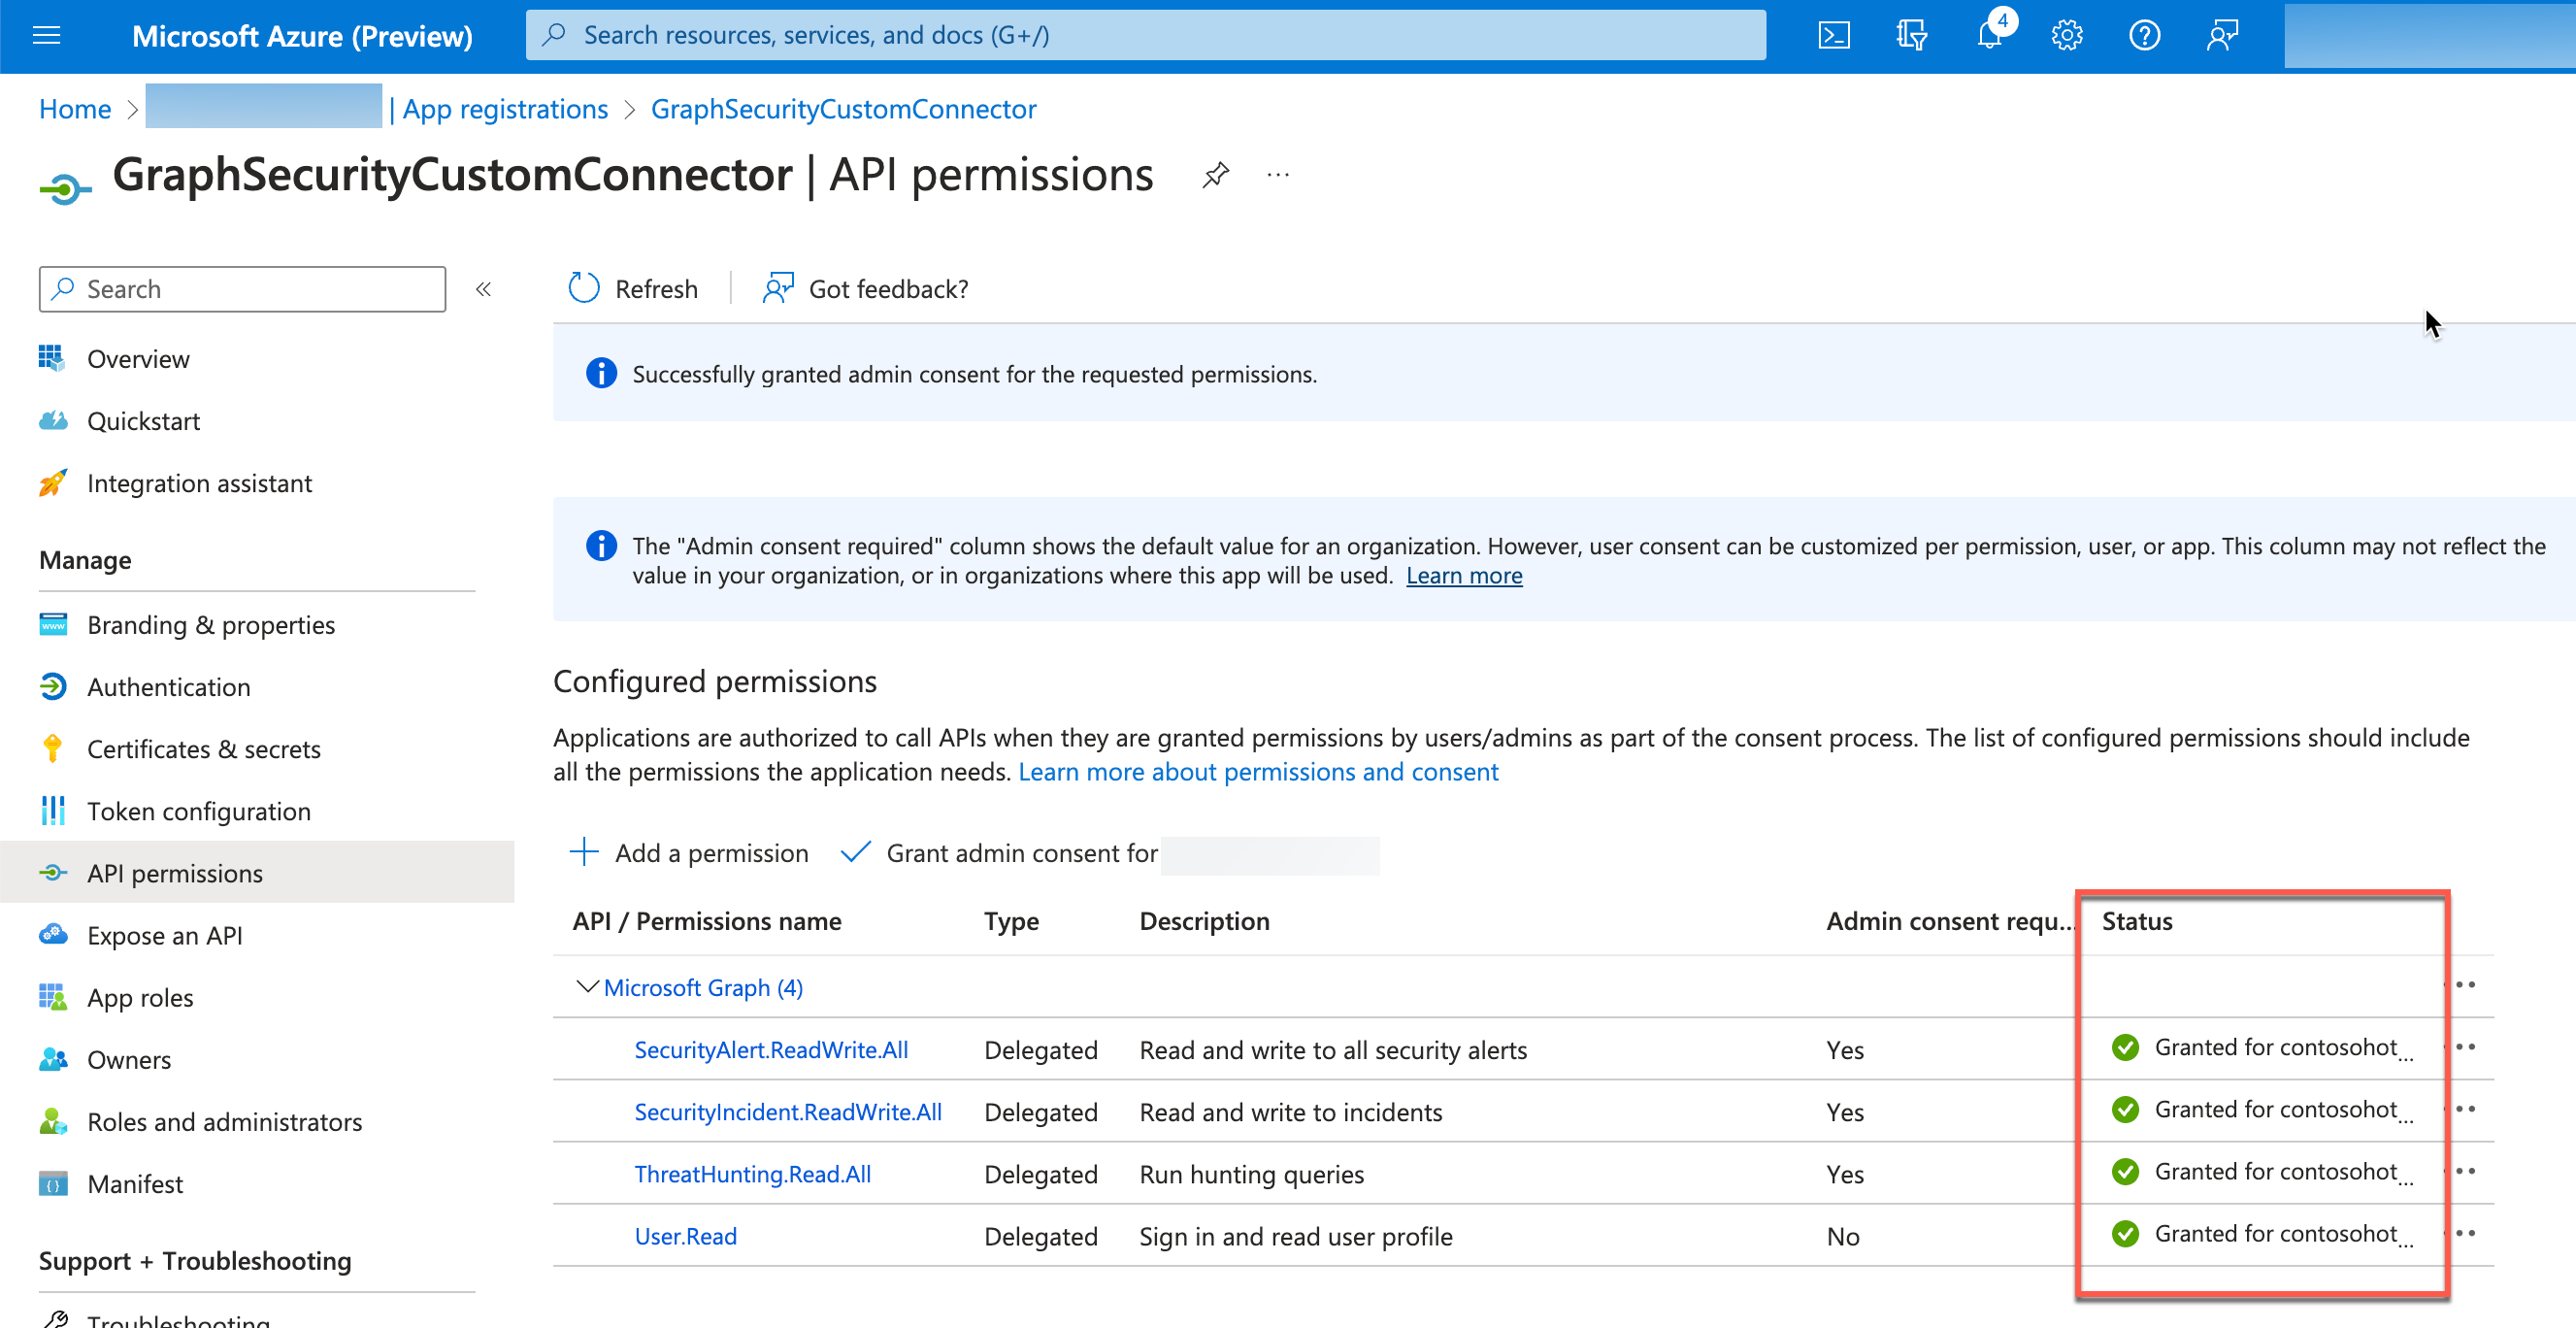 Microsoft Azure (Preview)
Search resources, services, and docs (G+/)
4
Home > | App registrations > GraphSecurityCustomConnector
GraphSecurityCustomConnector | API permissions
Search
«
Refresh
Got feedback?
Overview
Quickstart
Integration assistant
Manage
Branding & properties
Authentication
Certificates & secrets
Token configuration
API permissions
Expose an API
App roles
Owners
Roles and administrators
Manifest
Support + Troubleshooting
Troubleshooting
Successfully granted admin consent for the requested permissions.
The "Admin consent required" column shows the default value for an organization. However, user consent can be customized per permission, user, or app. This column may not reflect the
value in your organization, or in organizations where this app will be used. Learn more
Configured permissions
Applications are authorized to call APIs when they are granted permissions by users/admins as part of the consent process. The list of configured permissions should include
all the permissions the application needs. Learn more about permissions and consent
Add a permission
Grant admin consent for
API / Permissions name Type Description Admin consent requ... Status
Microsoft Graph (4)
SecurityAlert.ReadWrite.All Delegated Read and write to all security alerts Yes Granted for contosohot...
SecurityIncident.ReadWrite.All Delegated Read and write to incidents Yes Granted for contosohot...
ThreatHunting.Read.All Delegated Run hunting queries Yes Granted for contosohot...
User.Read Delegated Sign in and read user profile No Granted for contosohot...